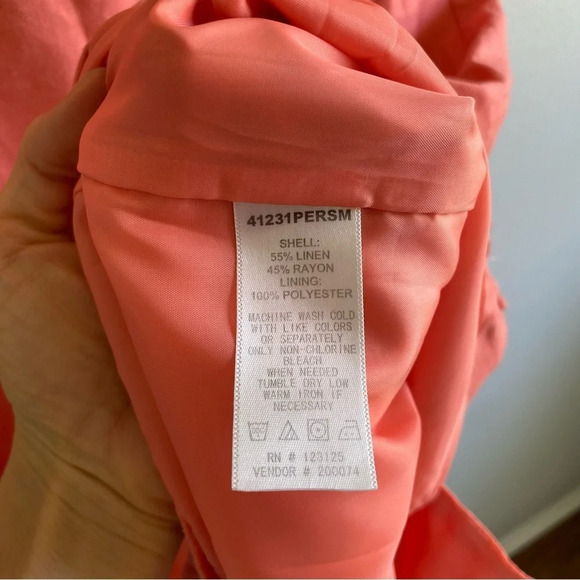 41231PERSM
SHELL:
55% LINEN
45% RAYON
LINING:
100% POLYESTER
MACHINE WASH COLD
WITH LIKE COLORS
OR SEPARATELY
ONLY NON-CHLORINE
BLEACH
WHEN NEEDED
TUMBLE DRY LOW
WARM IRON IF
NECESSARY
RN # 123125
VENDOR # 200074